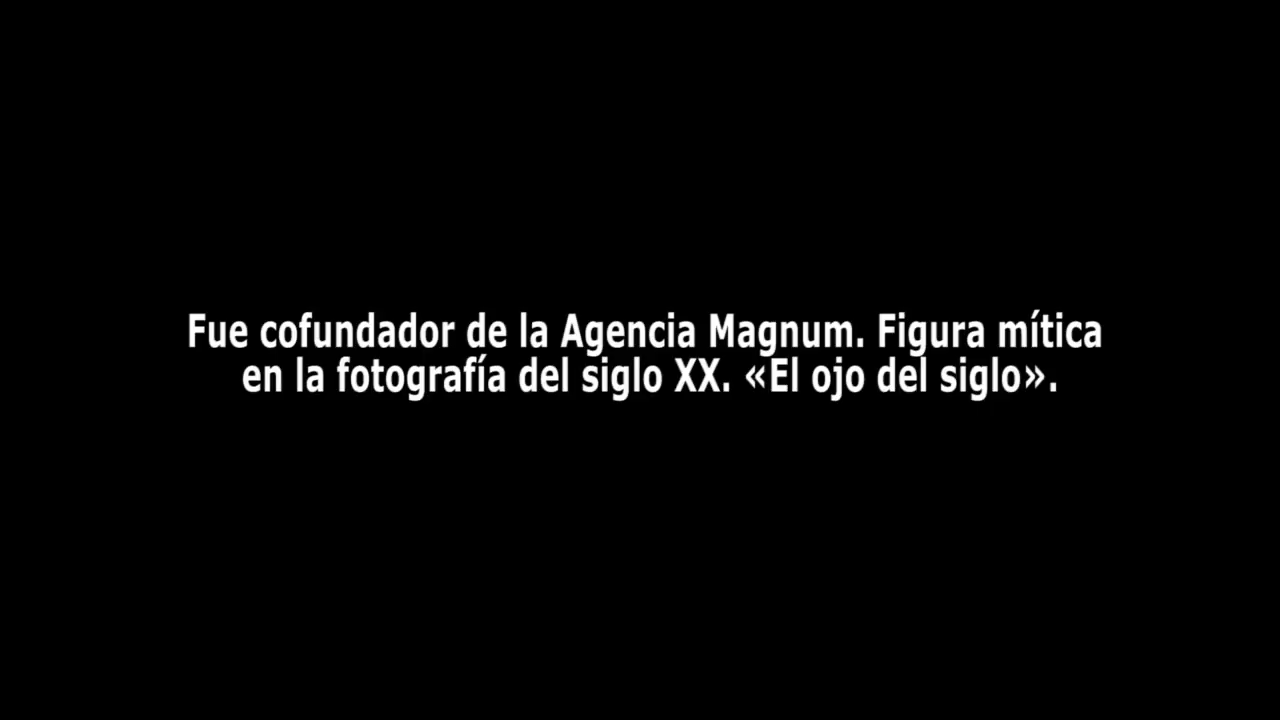 Fue cofundador de la Agencia Magnum. Figura mítica
en la fotografía del siglo XX. «El ojo del siglo».